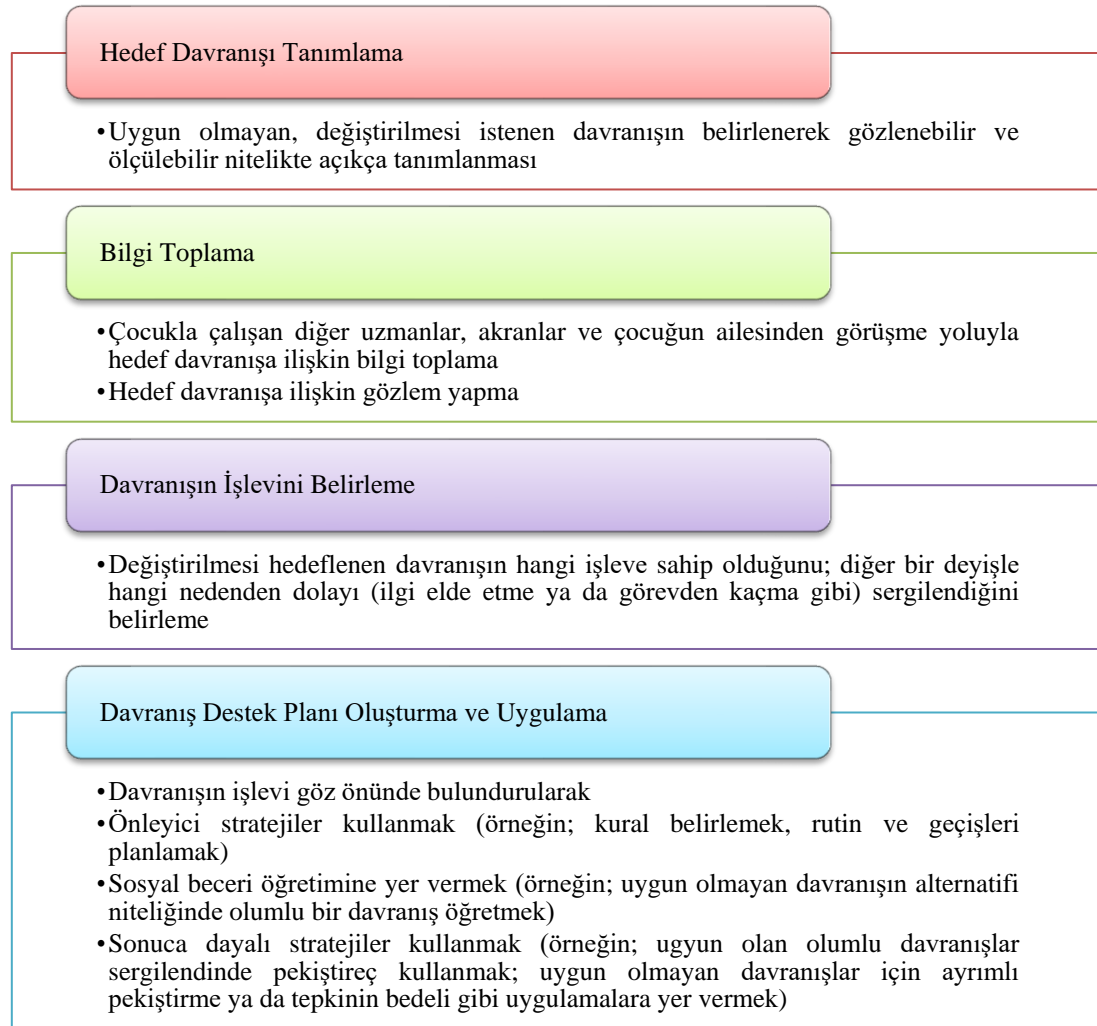 Hedef Davranışı Tanımlama
•Uygun olmayan, değiştirilmesi istenen davranışın belirlenerek gözlenebilir ve
ölçülebilir nitelikte açıkça tanımlanması
Bilgi Toplama
•Çocukla çalışan diğer uzmanlar, akranlar ve çocuğun ailesinden görüşme yoluyla
hedef davranışa ilişkin bilgi toplama
•Hedef davranışa ilişkin gözlem yapma
Davranışın İşlevini Belirleme
•Değiştirilmesi hedeflenen davranışın hangi işleve sahip olduğunu; diğer bir deyişle
hangi nedenden dolayı (ilgi elde etme ya da görevden kaçma gibi) sergilendiğini
belirleme
Davranış Destek Planı Oluşturma ve Uygulama
•Davranışın işlevi göz önünde bulundurularak
•Önleyici stratejiler kullanmak (örneğin; kural belirlemek, rutin ve geçişleri
planlamak)
•Sosyal beceri öğretimine yer vermek (örneğin; uygun olmayan davranışın alternatifi
niteliğinde olumlu bir davranış öğretmek)
•Sonuca dayalı stratejiler kullanmak (örneğin; ugyun olan olumlu davranışlar
sergilendinde pekiştireç kullanmak; uygun olmayan davranışlar için ayrımlı
pekiştirme ya da tepkinin bedeli gibi uygulamalara yer vermek)